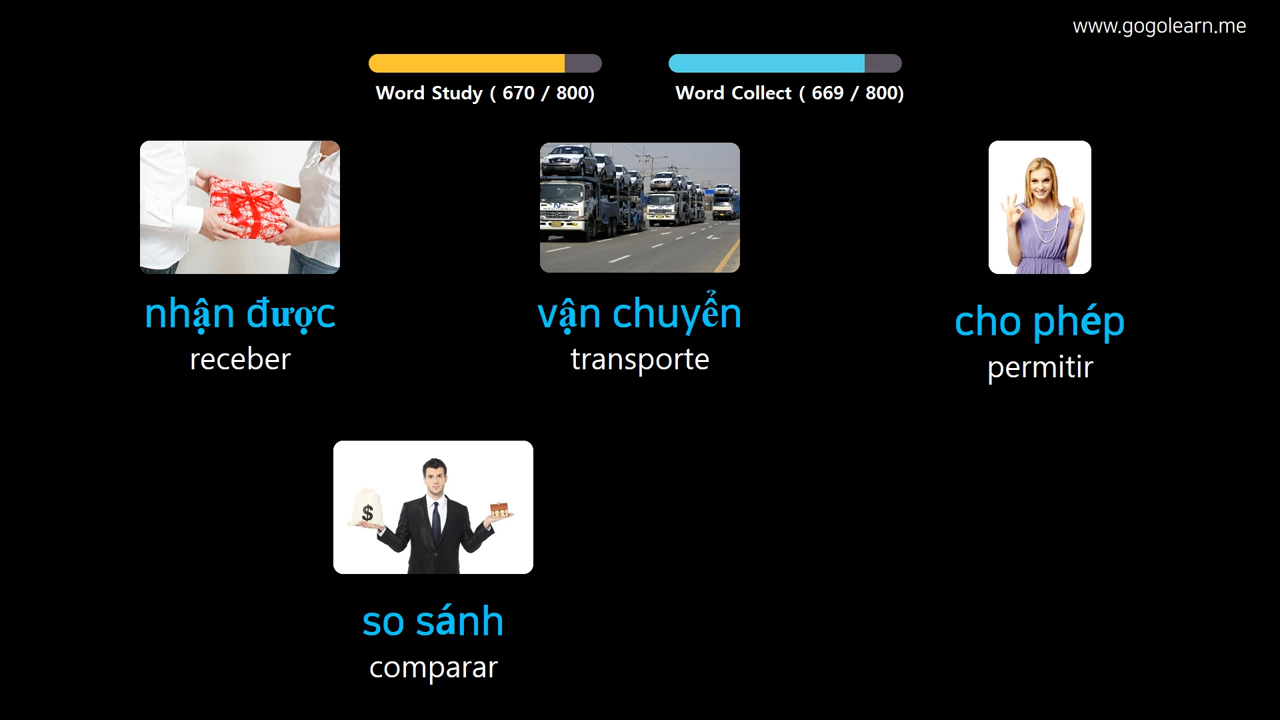 www.gogolearn.me
Word Study ( 670 / 800)
Word Collect ( 669 / 800)
nhận được
receber
vận chuyển
transporte
cho phép
permitir
$
so sánh
comparar